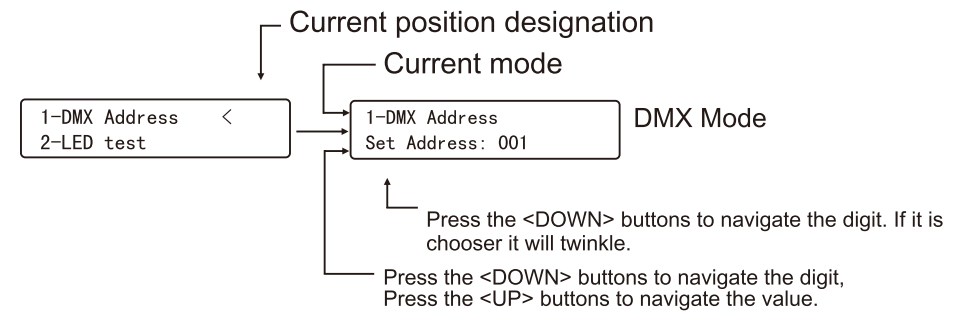 Current position designation
Current mode
1-DMX Address <
2-LED test
1-DMX Address
Set Address: 001
DMX Mode
Press the <DOWN> buttons to navigate the digit. If it is
chooser it will twinkle.
Press the <DOWN> buttons to navigate the digit,
Press the <UP> buttons to navigate the value.